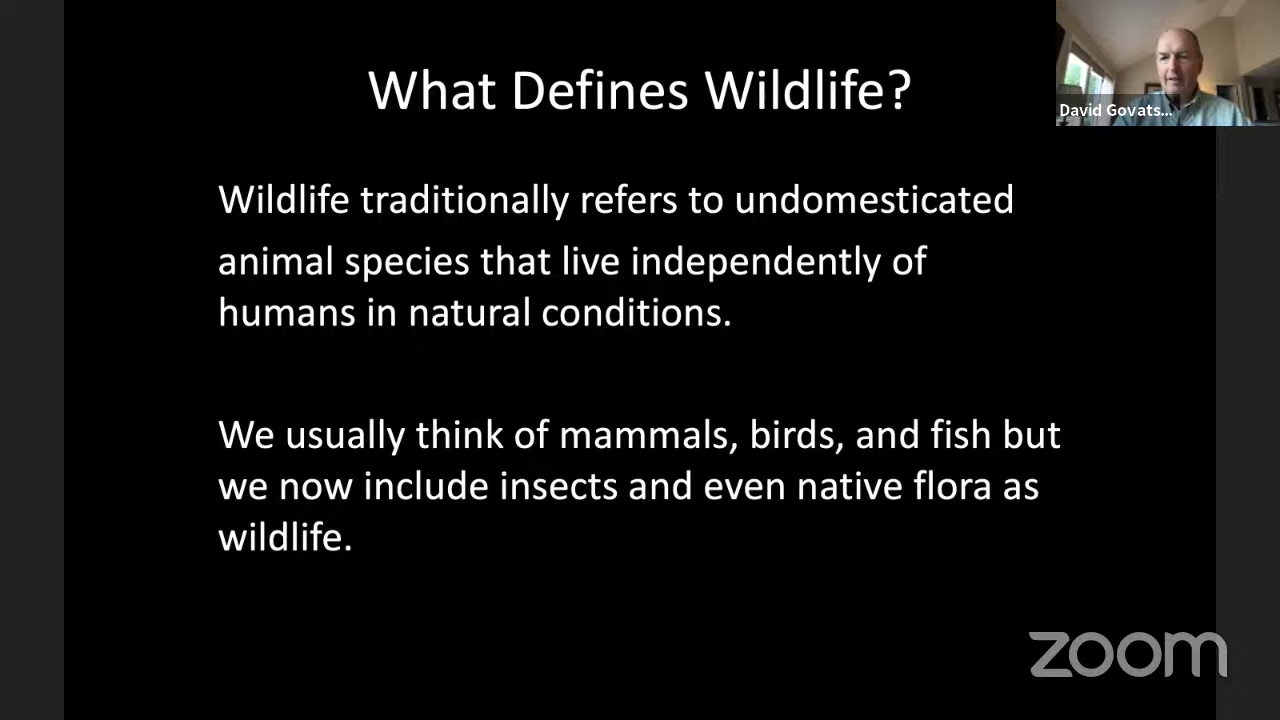 What Defines Wildlife?
David Govats...
Wildlife traditionally refers to undomesticated
animal species that live independently of
humans in natural conditions.
We usually think of mammals, birds, and fish but
we now include insects and even native flora as
wildlife.
zoom